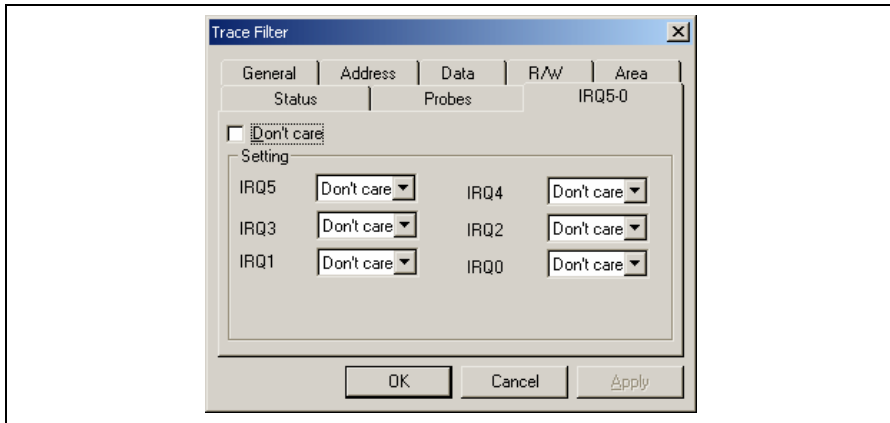 Trace Filter
General Address Data R/W Area
Status Probes IRQ5-0
Don't care
Setting
IRQ5 Don't care IRQ4 Don't care
IRQ3 Don't care IRQ2 Don't care
IRQ1 Don't care IRQ0 Don't care
OK Cancel Apply